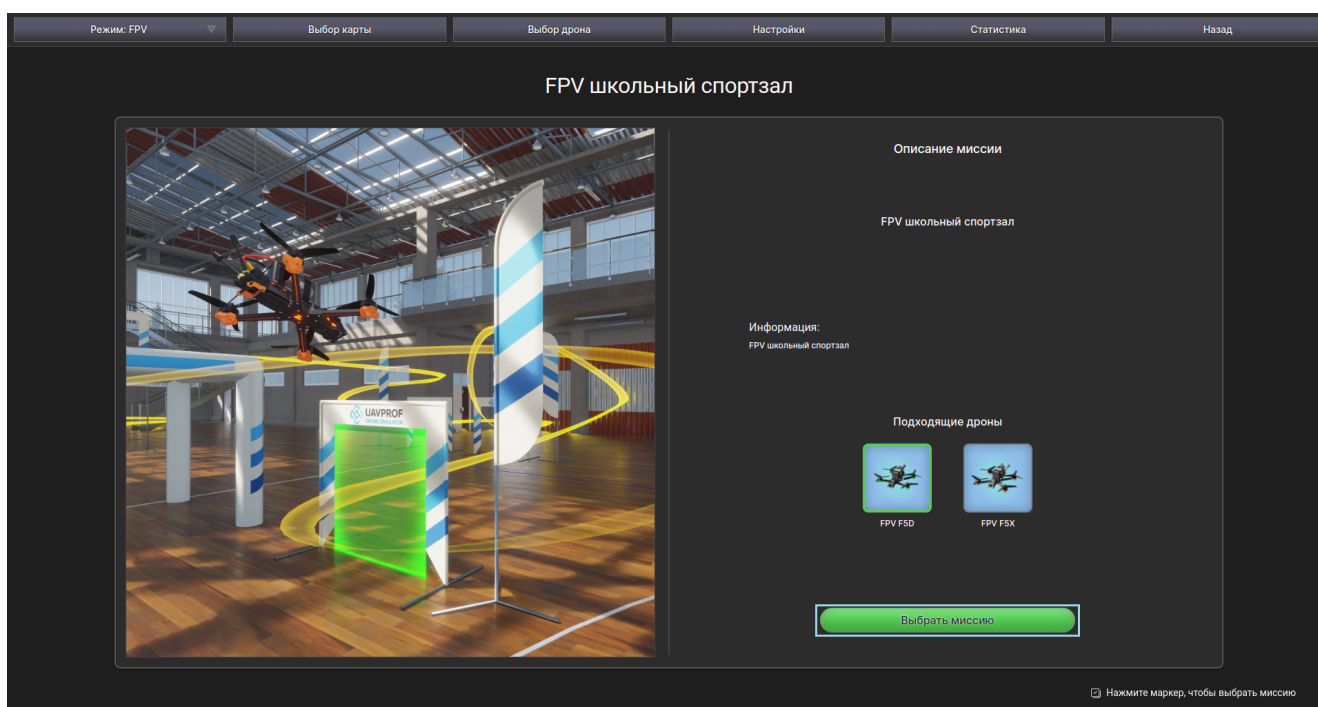 Режим: FPV
Выбор карты
Выбор дрона
Настройки
Статистика
Назад
FPV школьный спортзал
UAVPROF
DRONE SIMULATOR
Описание миссии
FPV школьный спортзал
Информация:
FPV школьный спортзал
Подходящие дроны
FPV F5D
FPV F5X
Выбрать миссию
Нажмите маркер, чтобы выбрать миссию